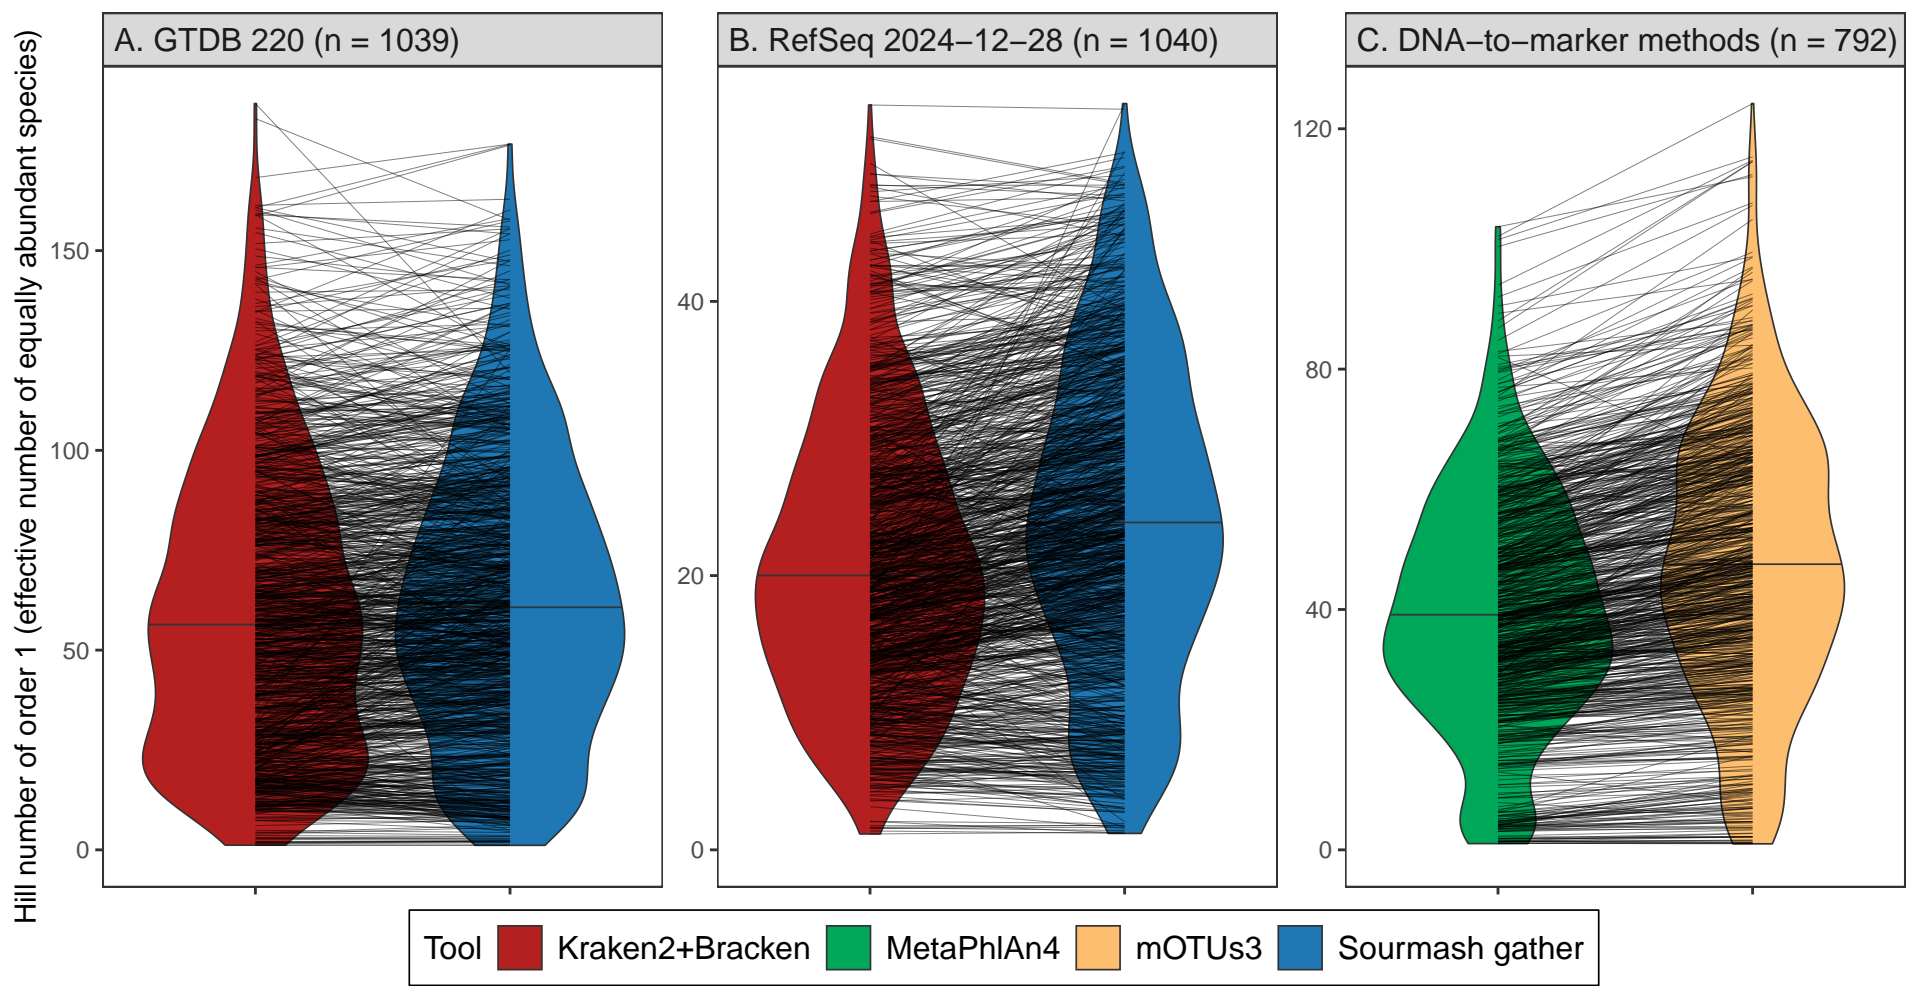 Hill number of order 1 (effective number of equally abundant species)
A. GTDB 220 (n = 1039)
150
100
50
0
B. RefSeq 2024−12−28 (n = 1040)
40
20
0
C. DNA−to−marker methods (n = 792)
120
80
40
0
Tool Kraken2+Bracken MetaPhlAn4 mOTUs3 Sourmash gather